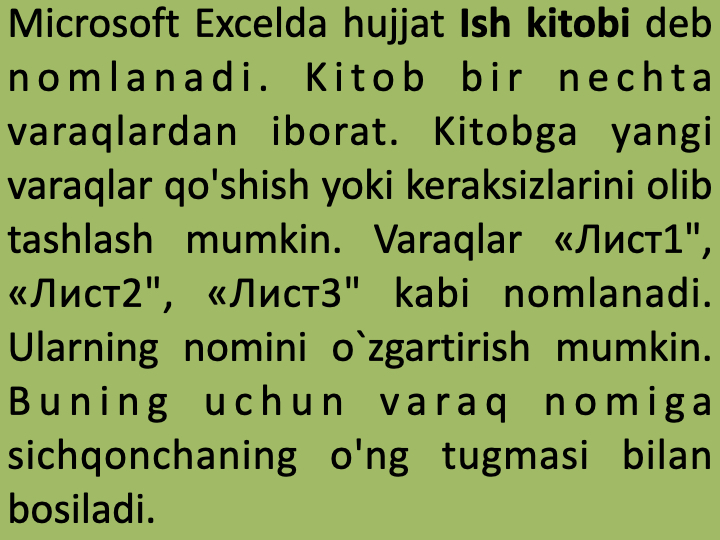 Microsoft Excelda hujjat Ish kitobi deb
nomlanadi. Kitob bir nechta
varaqlardan iborat. Kitobga yangi
varaqlar qo'shish yoki keraksizlarini olib
tashlash mumkin. Varaqlar «Лист1",
«Лист2", «Лист3" kabi nomlanadi.
Ularning nomini o`zgartirish mumkin.
Buning uchun varaq nomiga
sichqonchaning o'ng tugmasi bilan
bosiladi.